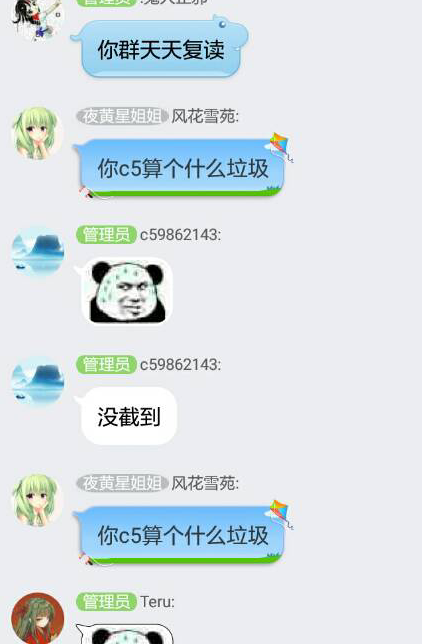 管理员
你群天天复读
夜黄星姐姐 风花雪苑:
你c5算个什么垃圾
管理员 c59862143:
管理员 c59862143:
没截到
夜黄星姐姐 风花雪苑:
你c5算个什么垃圾
管理员 Teru: